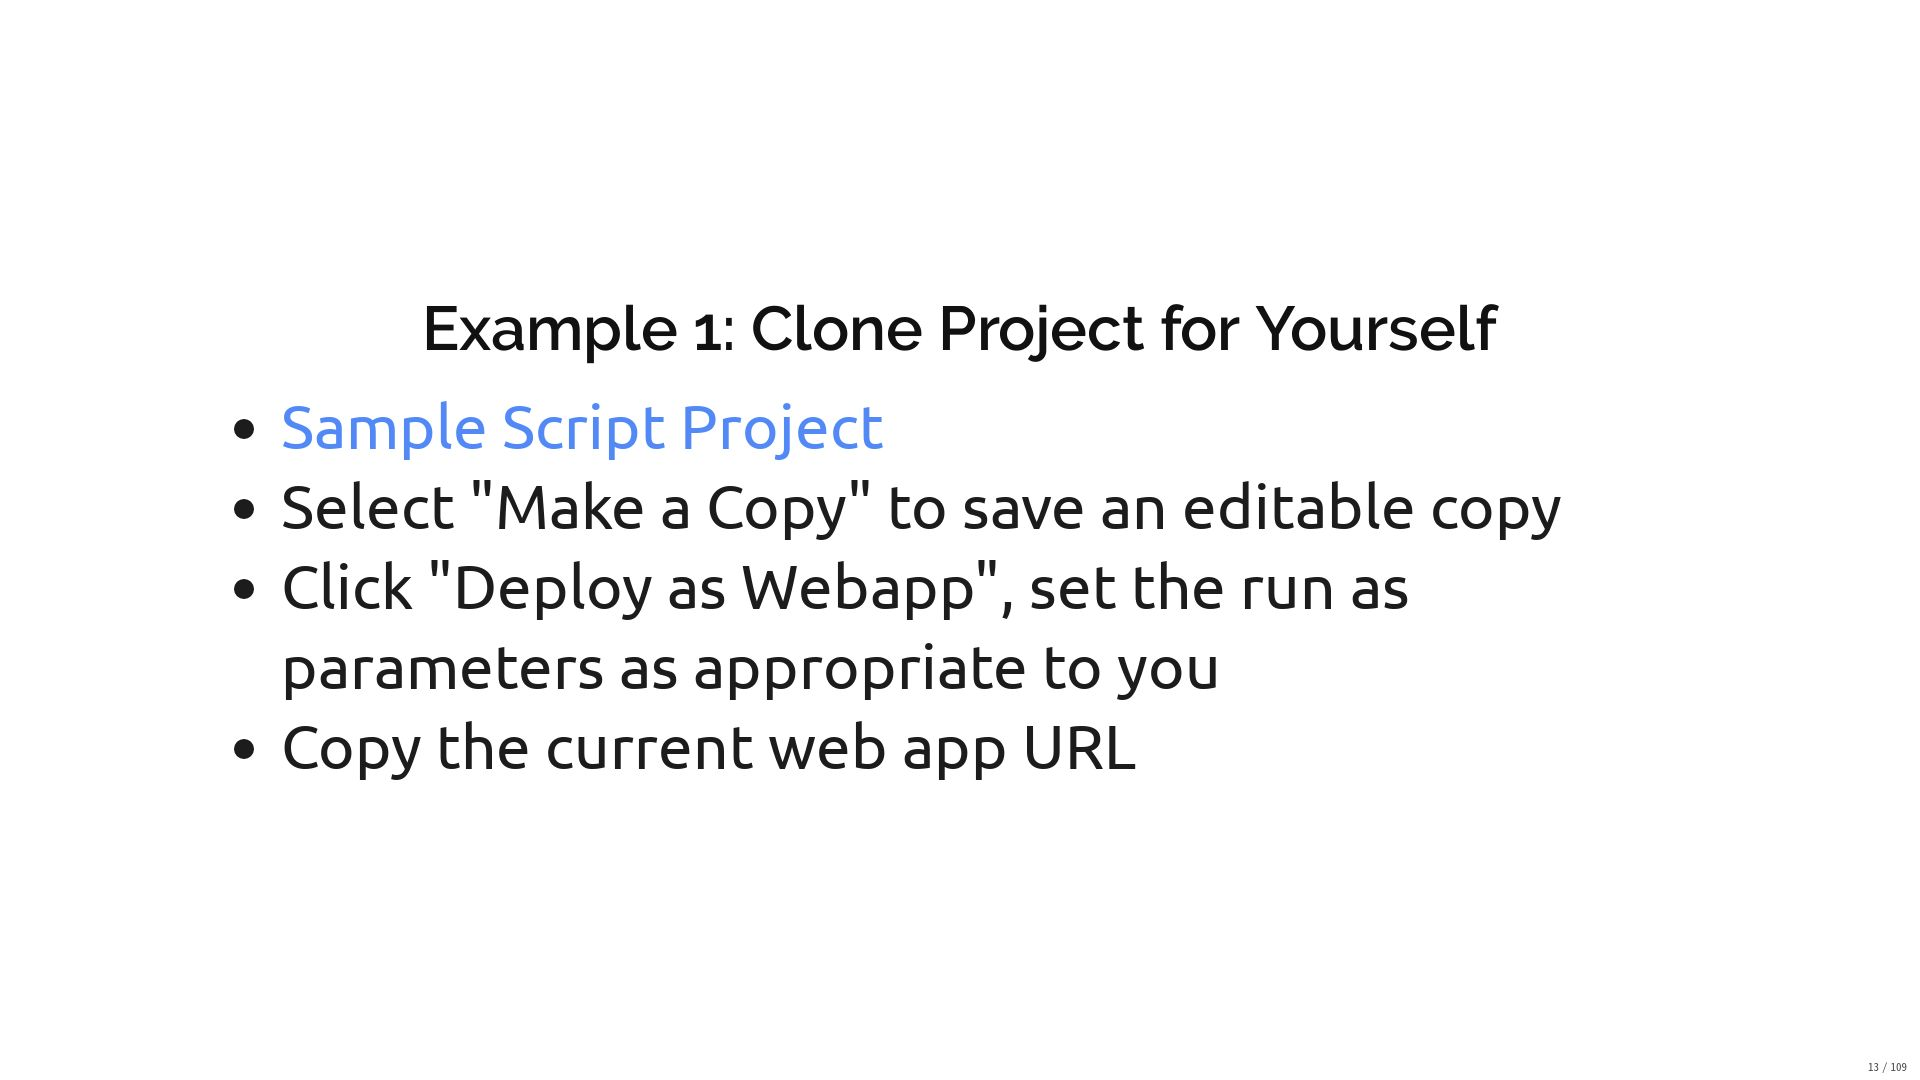 Example 1: Clone Project for Yourself
• Sample Script Project
• Select "Make a Copy" to save an editable copy
• Click "Deploy as Webapp", set the run as
parameters as appropriate to you
• Copy the current web app URL
13 / 109